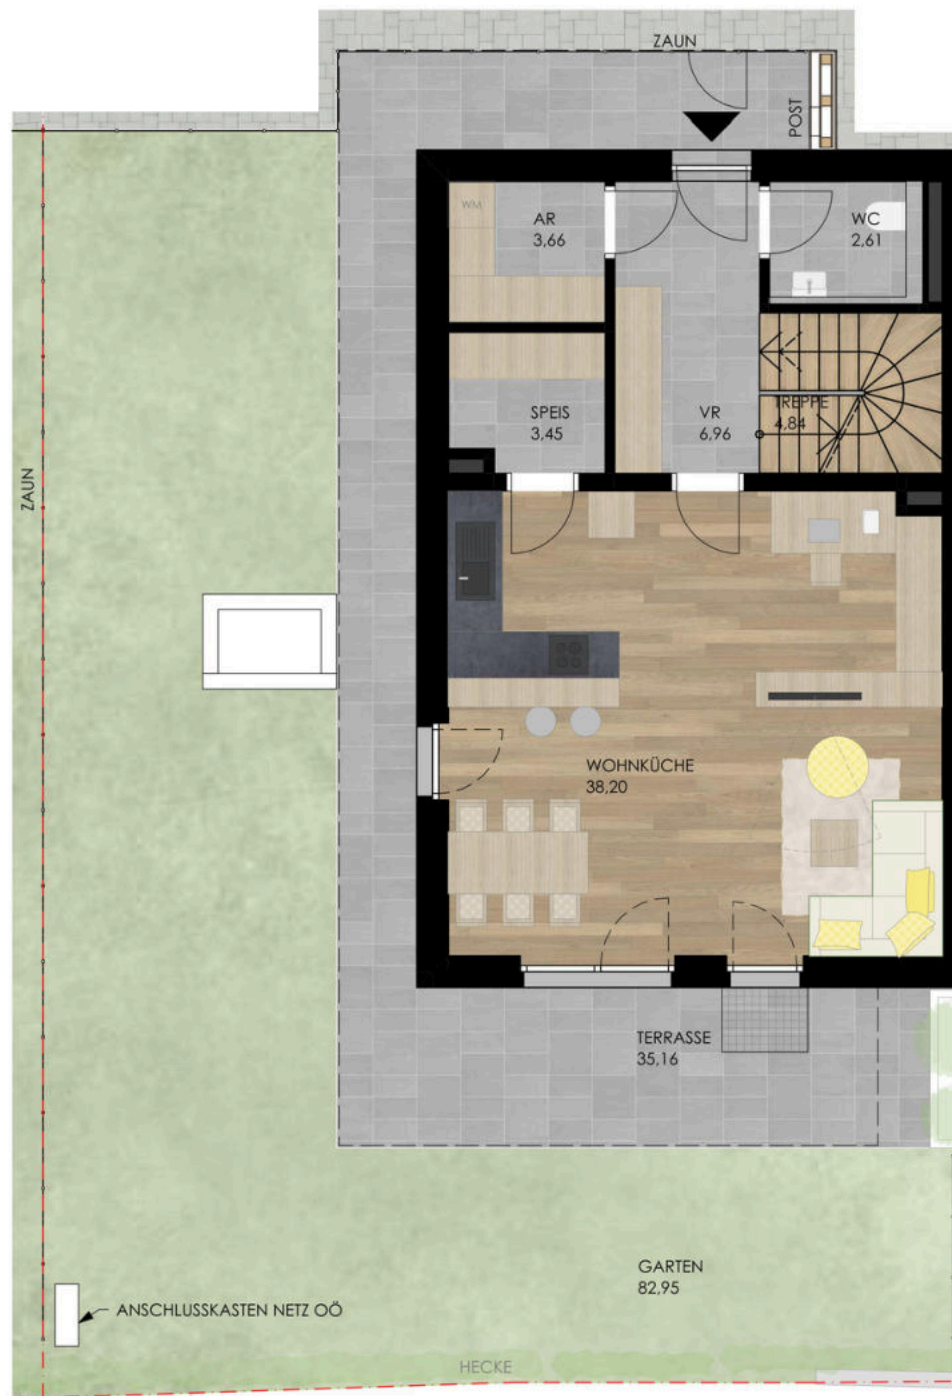 ZAUN
POST
WM
AR
3,66
WC
2,61
SPEIS
3,45
VR
6,96
TREPPE
4,84
ZAUN
WOHNKÜCHE
38,20
TERRASSE
35,16
GARTEN
82,95
ANSCHLUSSKASTEN NETZ OÖ
HECKE